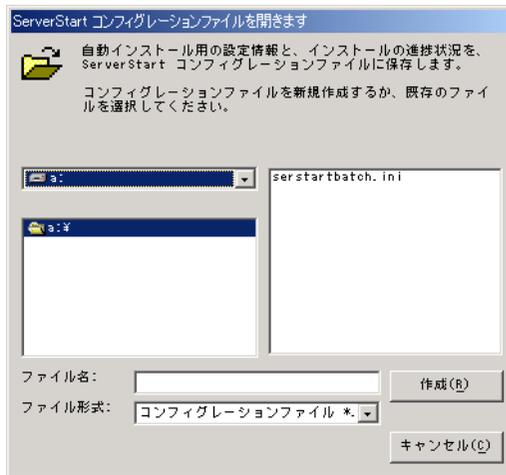 ServerStart コンフィグレーションファイルを開きます
自動インストール用の設定情報と、インストールの進捗状況を、
ServerStart コンフィグレーションファイルに保存します。
コンフィグレーションファイルを新規作成するか、既存のファイ
ルを選択してください。
a:
serstartbatch.ini
a:¥
ファイル名:
作成(R)
ファイル形式:
コンフィグレーションファイル *.
キャンセル(C)